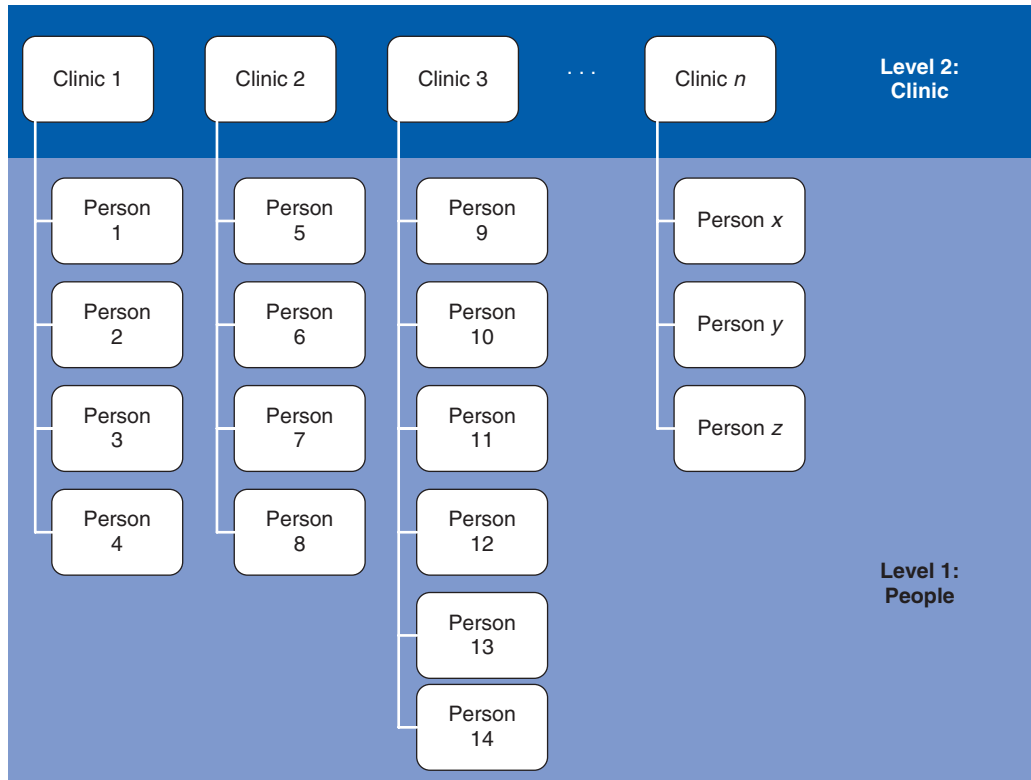 Clinic 1
Clinic 2
Clinic 3
. . .
Clinic n
Level 2:
Clinic
Person
1
Person
2
Person
3
Person
4
Person
5
Person
6
Person
7
Person
8
Person
9
Person
10
Person
11
Person
12
Person
13
Person
14
Person x
Person y
Person z
Level 1:
People